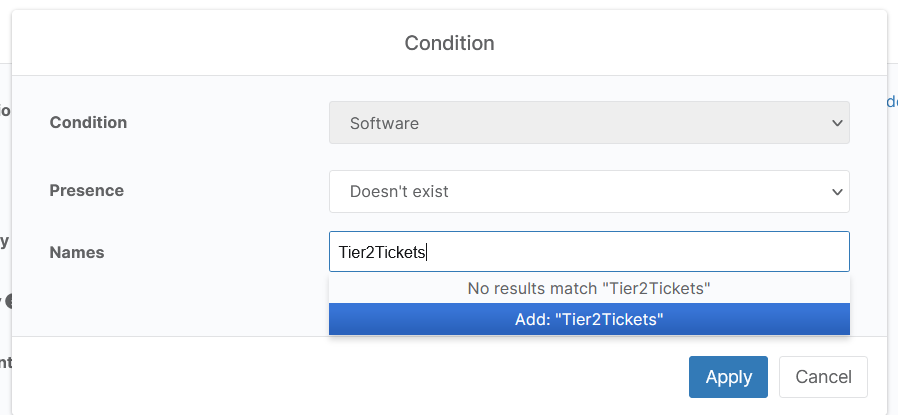 Condition
Condition
Software
Presence
Doesn't exist
Names
Tier2Tickets
No results match "Tier2Tickets"
Add: "Tier2Tickets"
Apply
Cancel